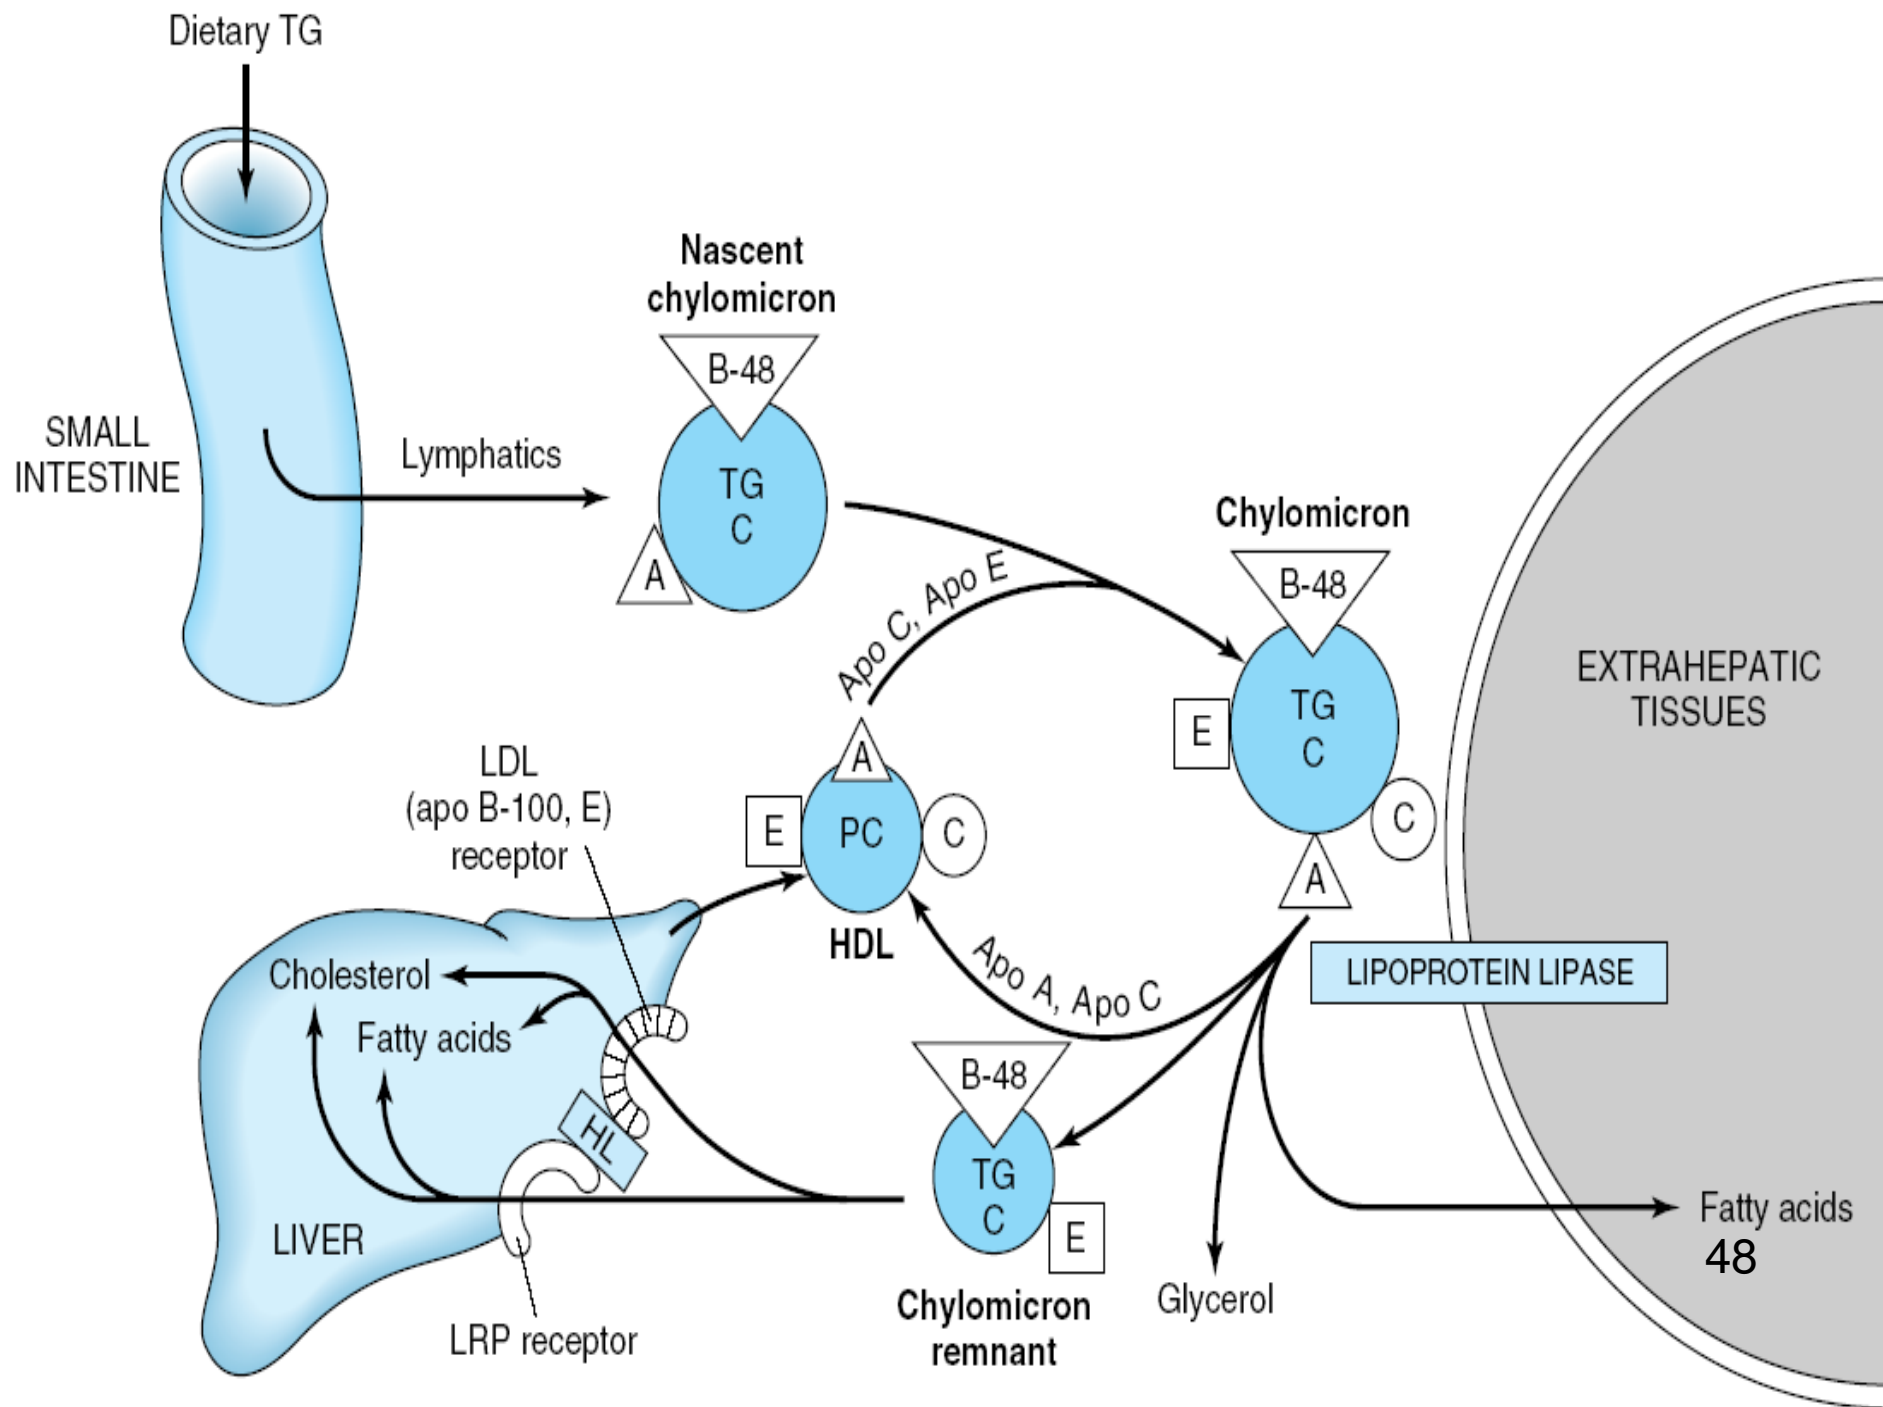 Dietary TG
SMALL
INTESTINE
Lymphatics
Nascent
chylomicron
B-48
TG
C
A
Apo C, Apo E
Chylomicron
B-48
TG
C
E
C
A
EXTRAHEPATIC
TISSUES
LIPOPROTEIN LIPASE
LDL
(apo B-100, E)
receptor
A
E
PC
C
HDL
Apo A, Apo C
Cholesterol
Fatty acids
HL
LIVER
LRP receptor
B-48
TG
C
E
Chylomicron
remnant
Glycerol
Fatty acids
48